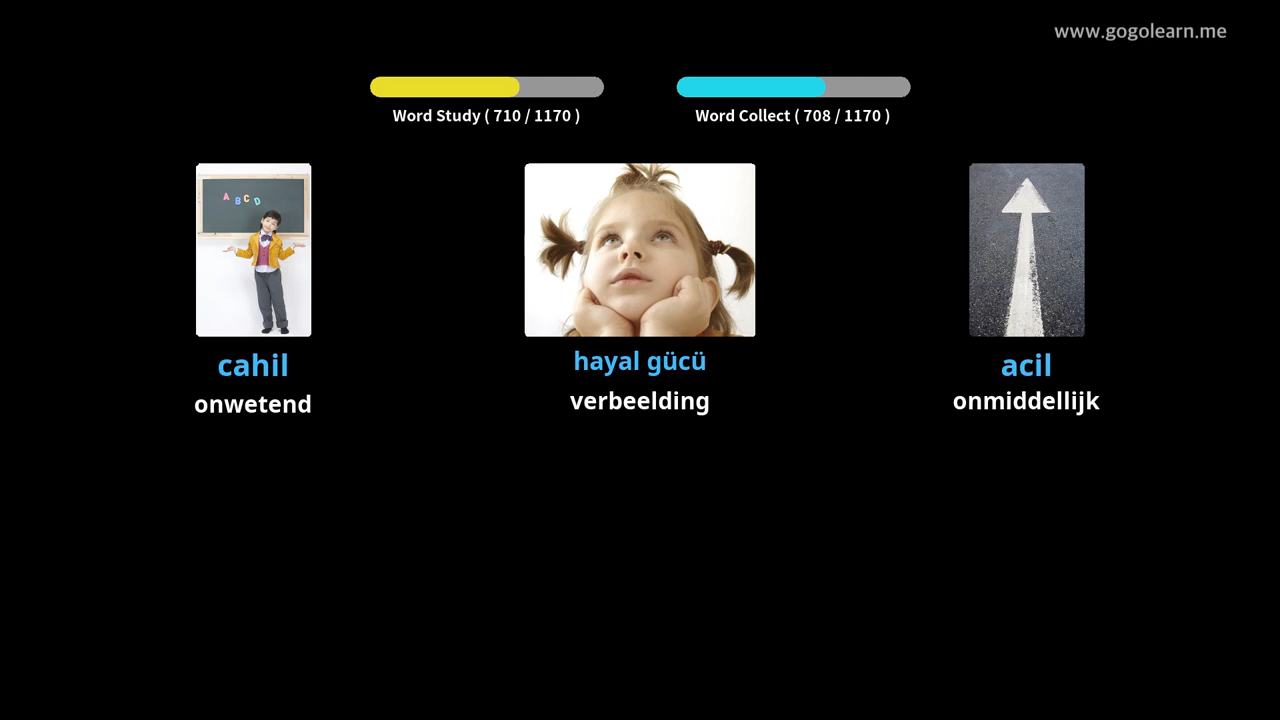 www.gogolearn.me
Word Study ( 710 / 1170 )
Word Collect ( 708 / 1170 )
A B C D
cahil
hayal gücü
acil
onwetend
verbeelding
onmiddellijk